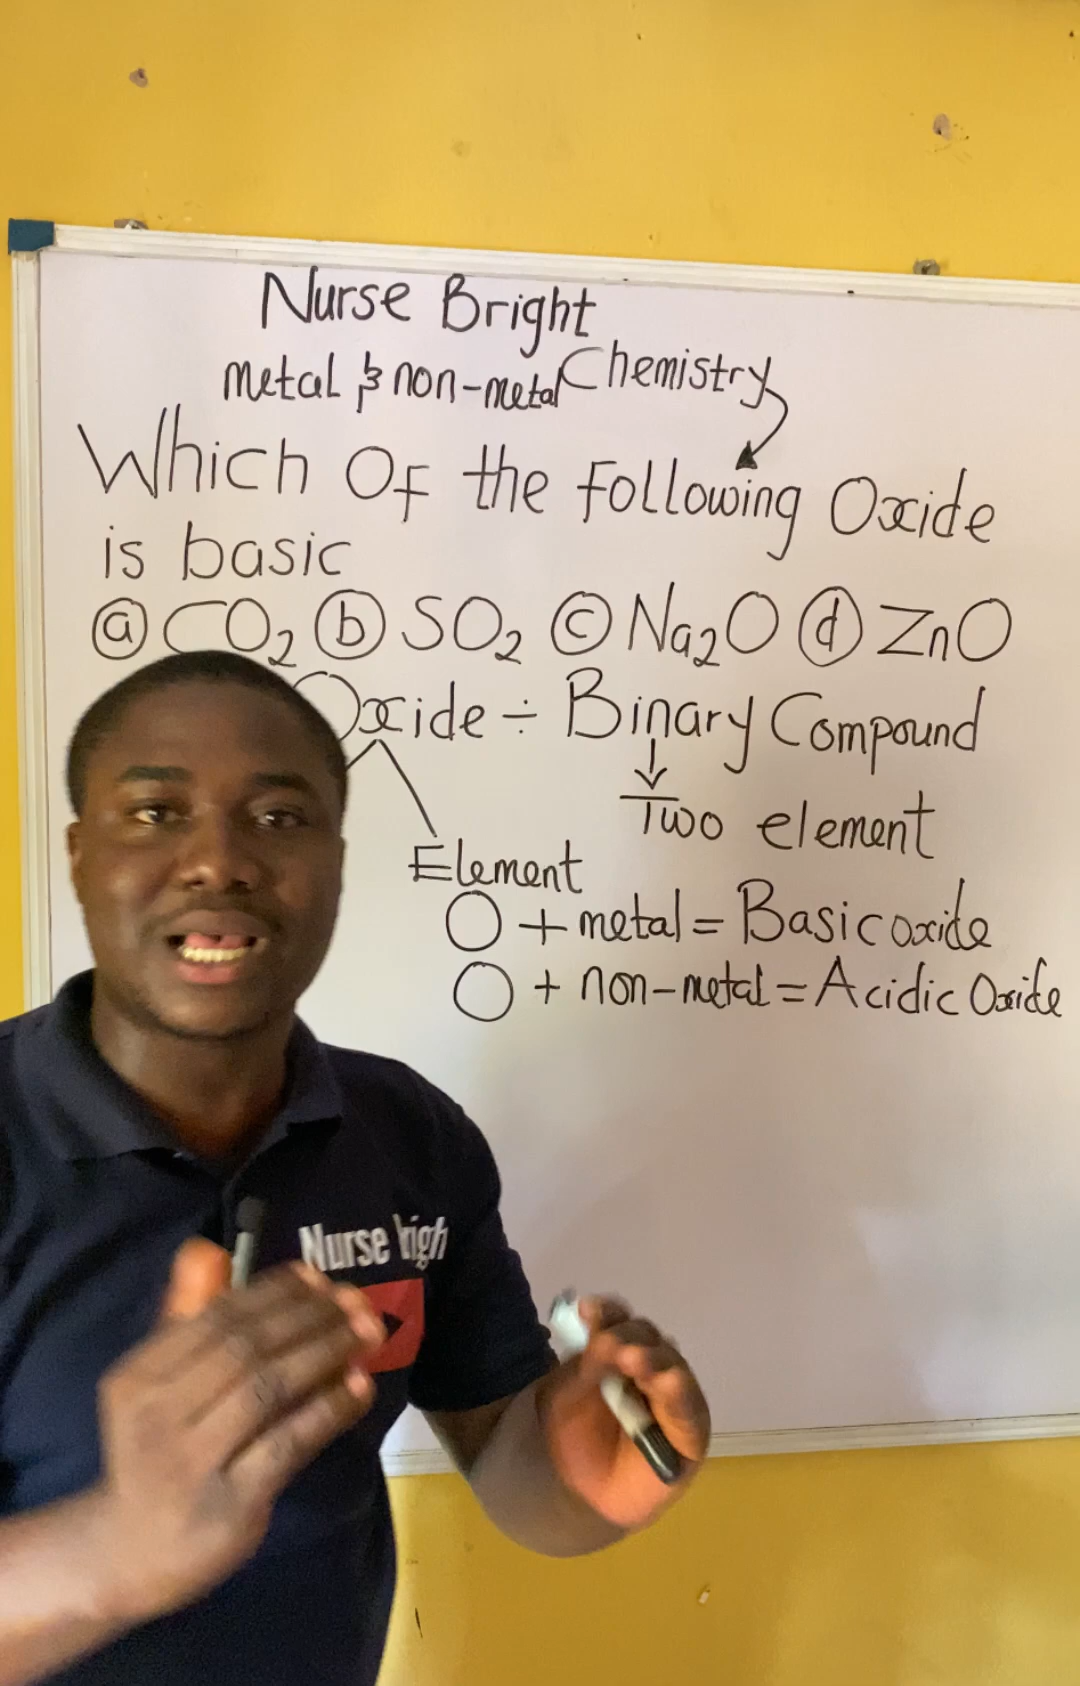 Nurse Bright
metal & non-metal Chemistry
Which Of the Following Oxide
is basic
ⓐ CO₂ ⓑ SO₂ ⓒ Na₂O ⓓ ZnO
Oxide ÷ Binary Compound
Two element
Element
O + metal = Basic oxide
O + non-metal = Acidic Oxide
Nurse brigh